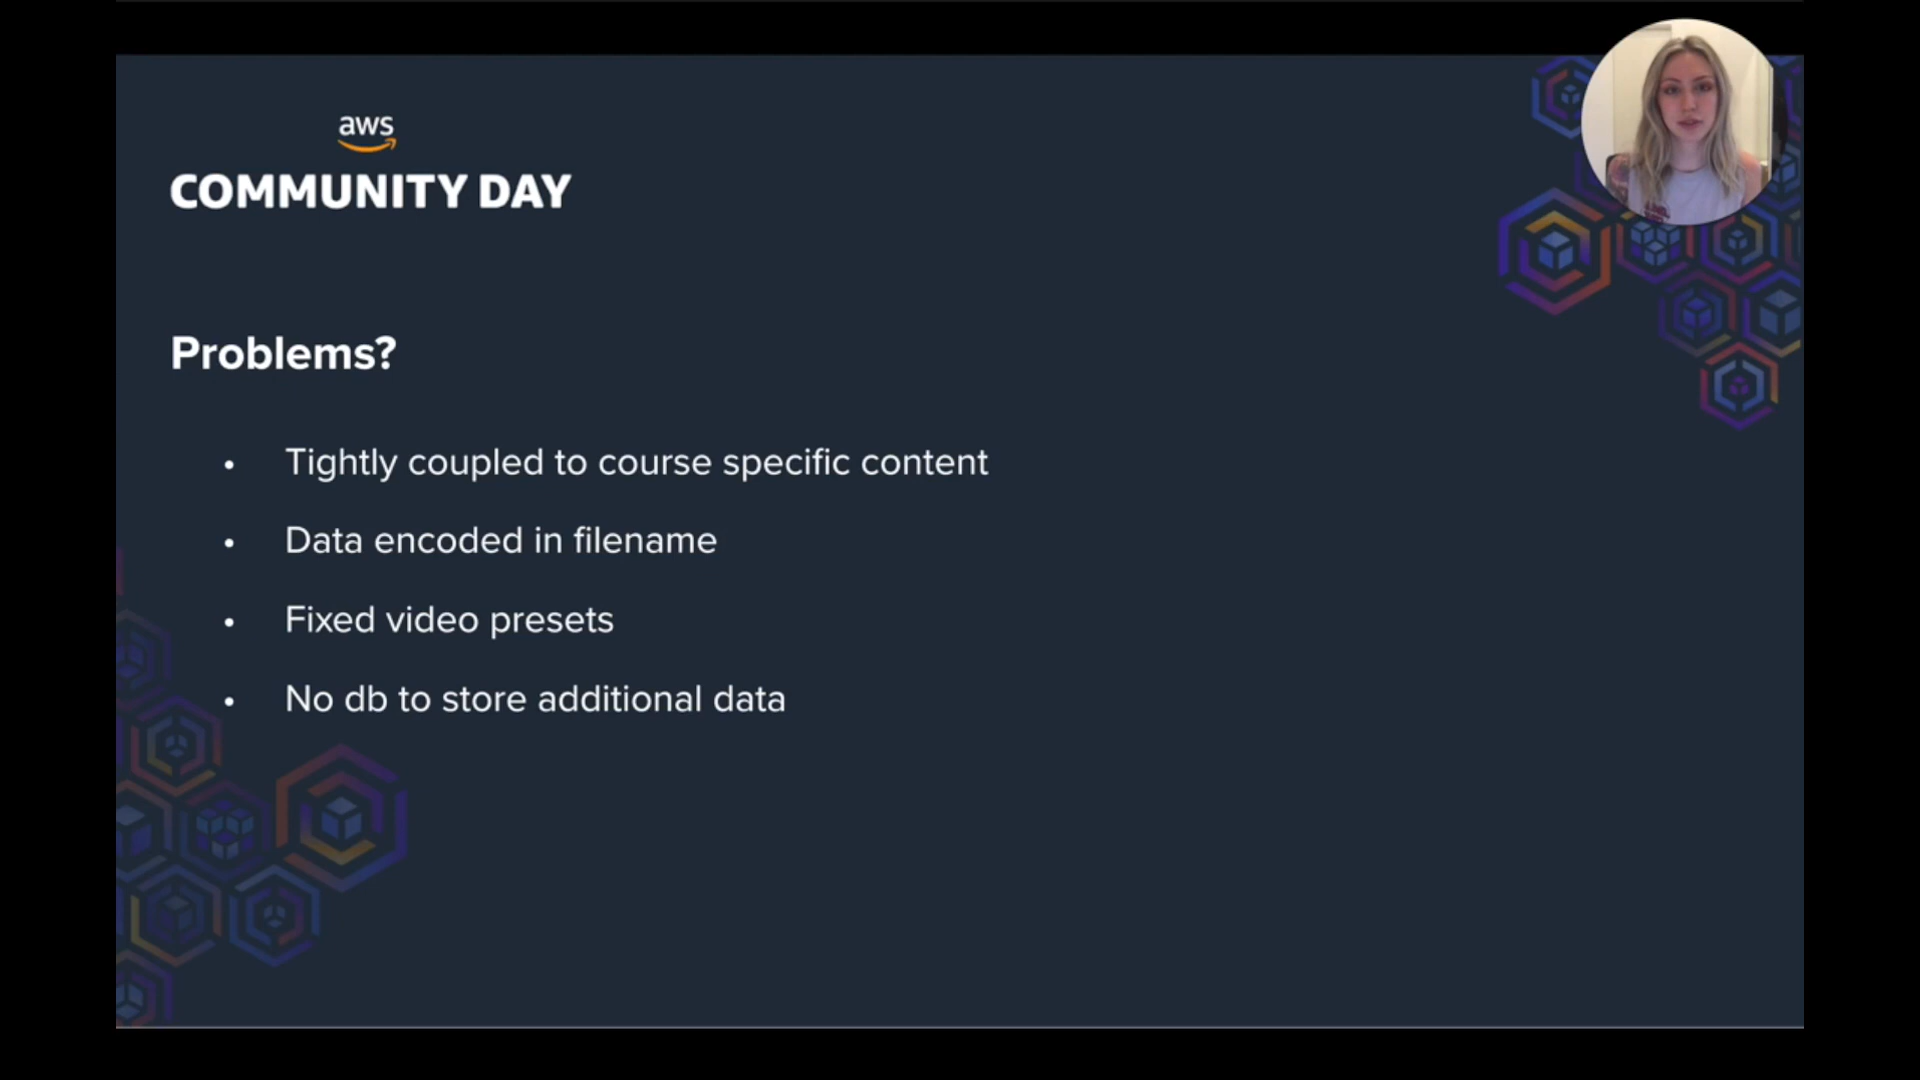 aws
COMMUNITY DAY
Problems?
• Tightly coupled to course specific content
• Data encoded in filename
• Fixed video presets
• No db to store additional data